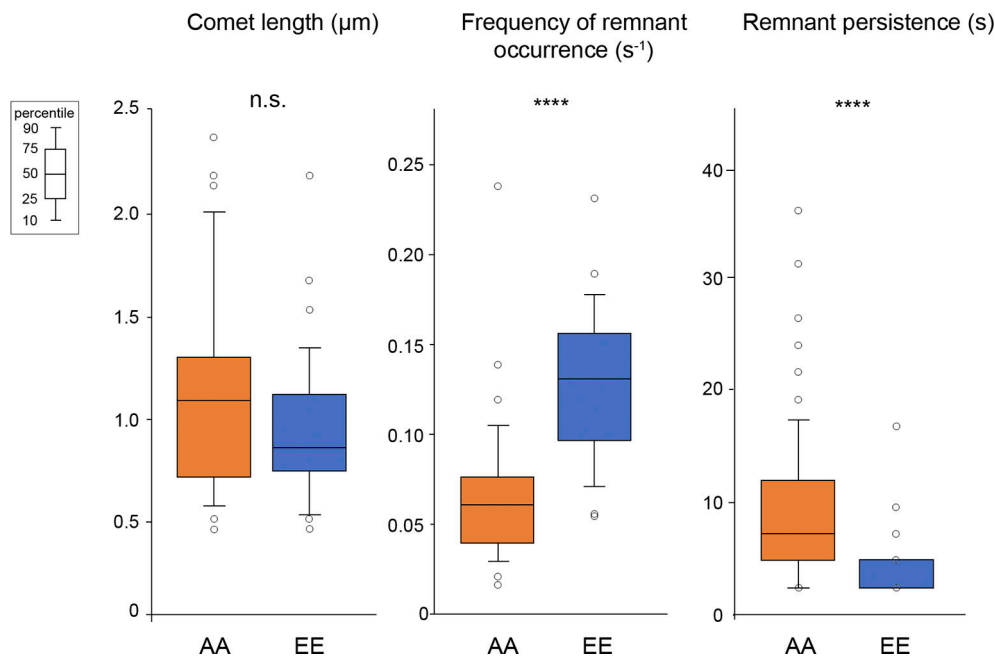 Comet length (µm)
Frequency of remnant
occurrence (s⁻¹)
Remnant persistence (s)
percentile
90
75
50
25
10
n.s.
2.5
2.0
1.5
1.0
0.5
0
AA EE
****
0.25
0.20
0.15
0.10
0.05
0
AA EE
****
40
30
20
10
0
AA EE